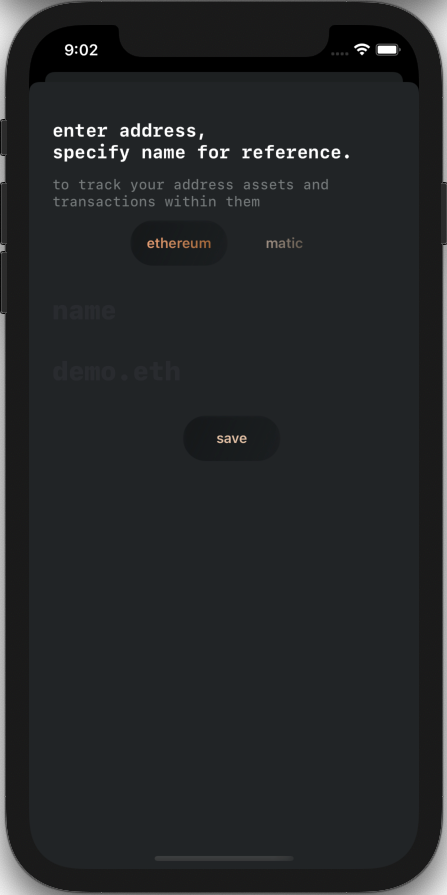 9:02
enter address,
specify name for reference.
to track your address assets and
transactions within them
ethereum matic
name
demo.eth
save